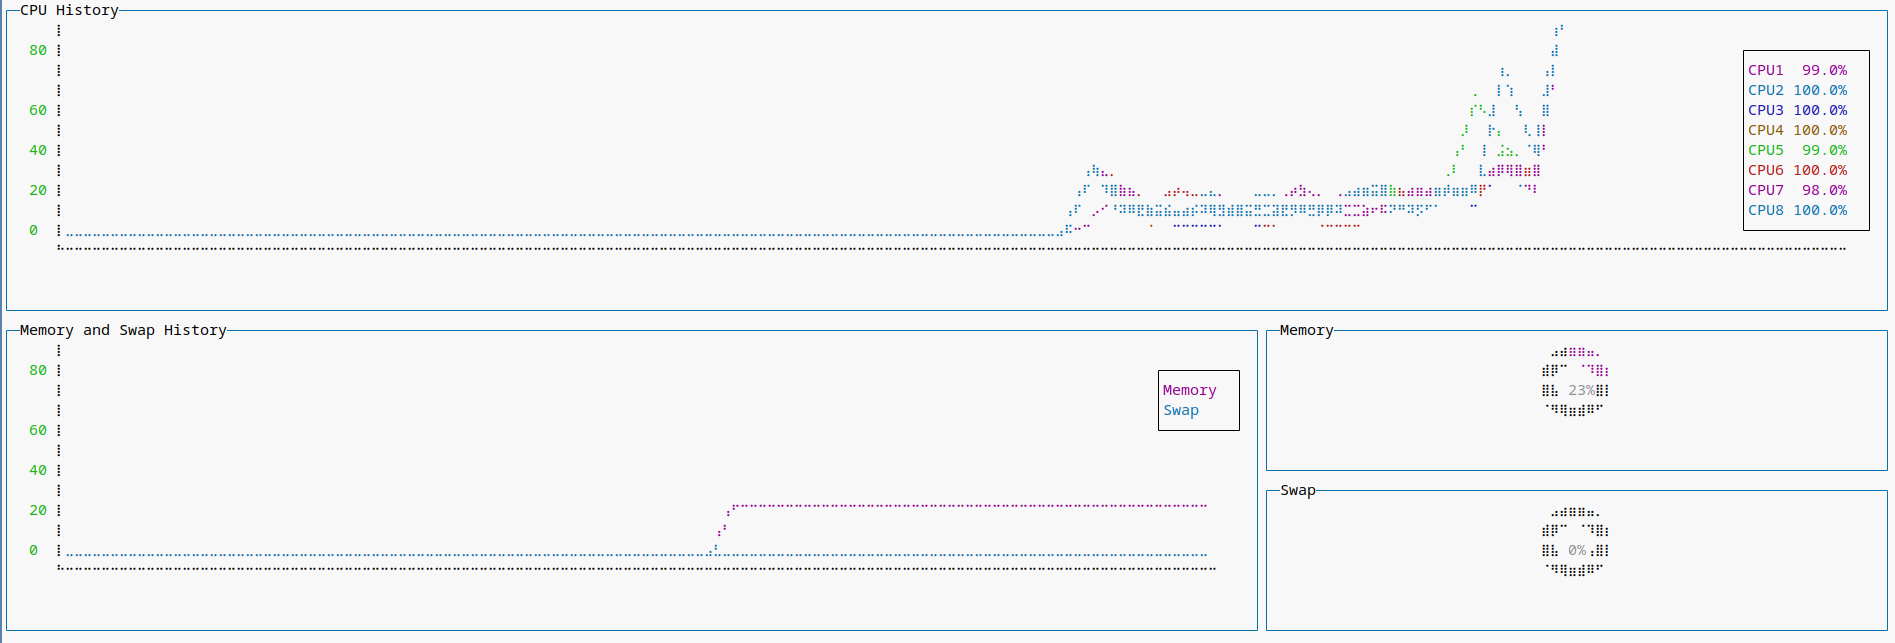 CPU History
80
60
40
20
0
CPU1 99.0%
CPU2 100.0%
CPU3 100.0%
CPU4 100.0%
CPU5 99.0%
CPU6 100.0%
CPU7 98.0%
CPU8 100.0%
Memory and Swap History
80
60
40
20
0
Memory
Swap
Memory
23%
Swap
0%